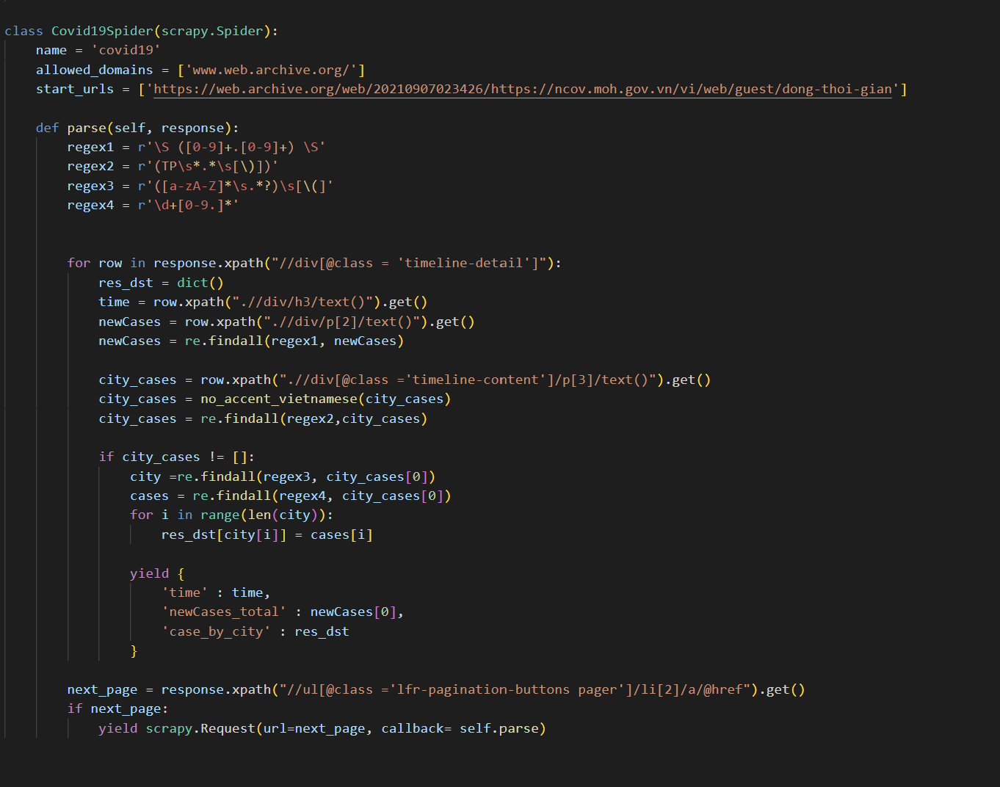 class Covid19Spider(scrapy.Spider):
    name = 'covid19'
    allowed_domains = ['www.web.archive.org/']
    start_urls = ['https://web.archive.org/web/20210907023426/https://ncov.moh.gov.vn/vi/web/guest/dong-thoi-gian']

    def parse(self, response):
        regex1 = r'\S ([0-9]+.[0-9]+) \S'
        regex2 = r'(TP\s*.*\s[\)])'
        regex3 = r'([a-zA-Z]*\s.*?)\s[\(]'
        regex4 = r'\d+[0-9.]*'


        for row in response.xpath("//div[@class = 'timeline-detail']"):
            res_dst = dict()
            time = row.xpath(".//div/h3/text()").get()
            newCases = row.xpath(".//div/p[2]/text()").get()
            newCases = re.findall(regex1, newCases)

            city_cases = row.xpath(".//div[@class ='timeline-content']/p[3]/text()").get()
            city_cases = no_accent_vietnamese(city_cases)
            city_cases = re.findall(regex2,city_cases)

            if city_cases != []:
                city =re.findall(regex3, city_cases[0])
                cases = re.findall(regex4, city_cases[0])
                for i in range(len(city)):
                    res_dst[city[i]] = cases[i]

                yield {
                    'time' : time,
                    'newCases_total' : newCases[0],
                    'case_by_city' : res_dst
                }

        next_page = response.xpath("//ul[@class ='lfr-pagination-buttons pager']/li[2]/a/@href").get()
        if next_page:
            yield scrapy.Request(url=next_page, callback= self.parse)